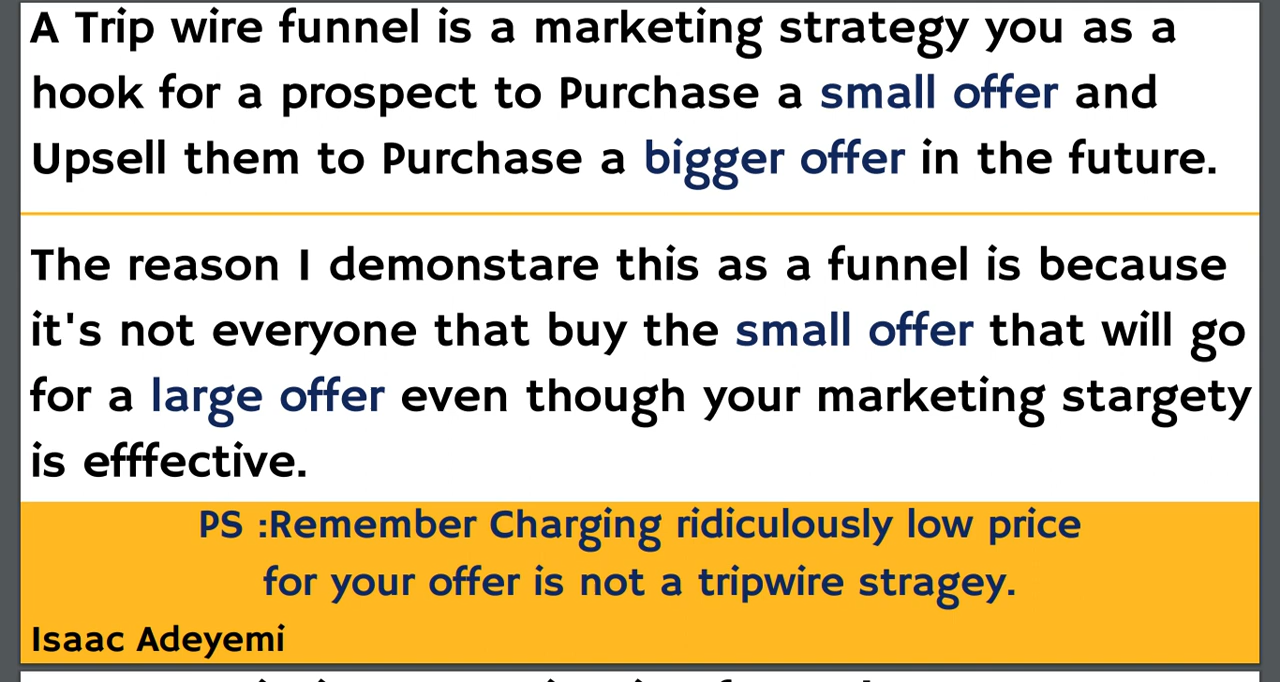 A Trip wire funnel is a marketing strategy you as a
hook for a prospect to Purchase a small offer and
Upsell them to Purchase a bigger offer in the future.
The reason I demonstare this as a funnel is because
it's not everyone that buy the small offer that will go
for a large offer even though your marketing stargety
is efffective.
PS :Remember Charging ridiculously low price
for your offer is not a tripwire stragey.
Isaac Adeyemi